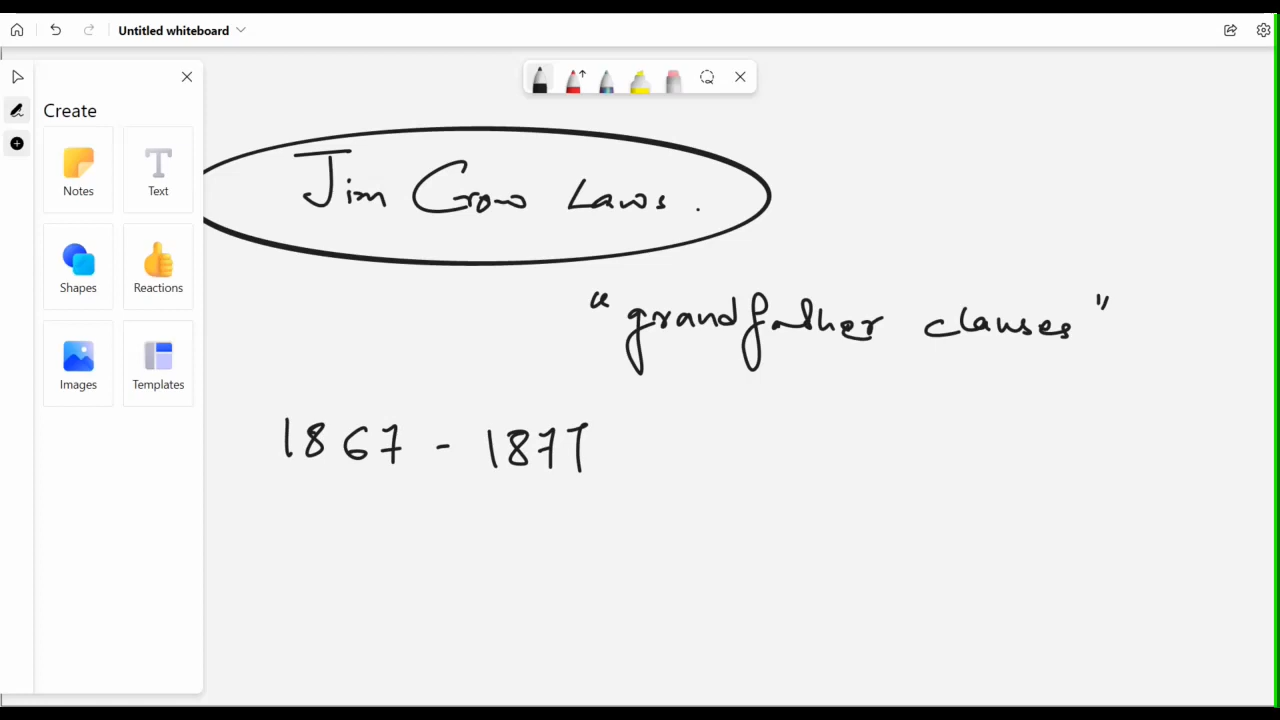 Untitled whiteboard
Create
Notes
Text
Shapes
Reactions
Images
Templates
Jim Crow Laws.
"grandfather clauses"
1867 - 1877